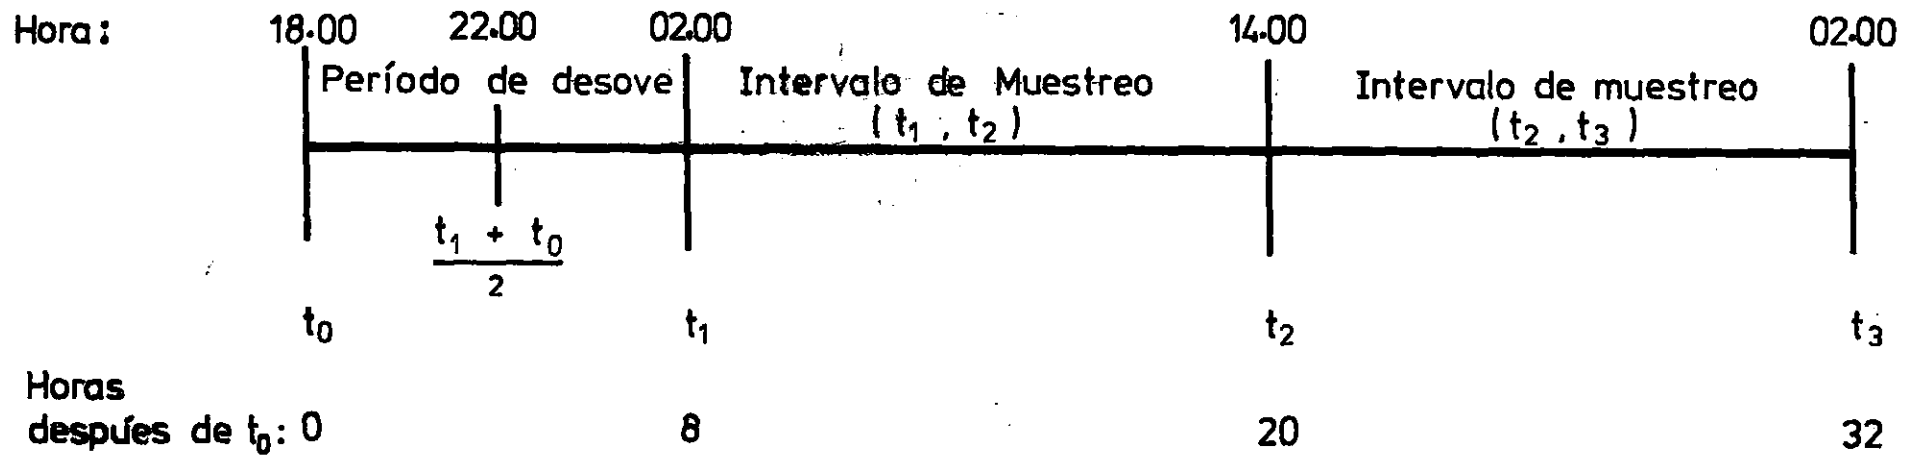 Hora: 18.00 22.00 02.00 14.00 02.00
Período de desove Intervalo de Muestreo Intervalo de muestreo
(t₁, t₂) (t₂, t₃)
t₁ + t₀
2
t₀ t₁ t₂ t₃
Horas
despúes de t₀: 0 8 20 32